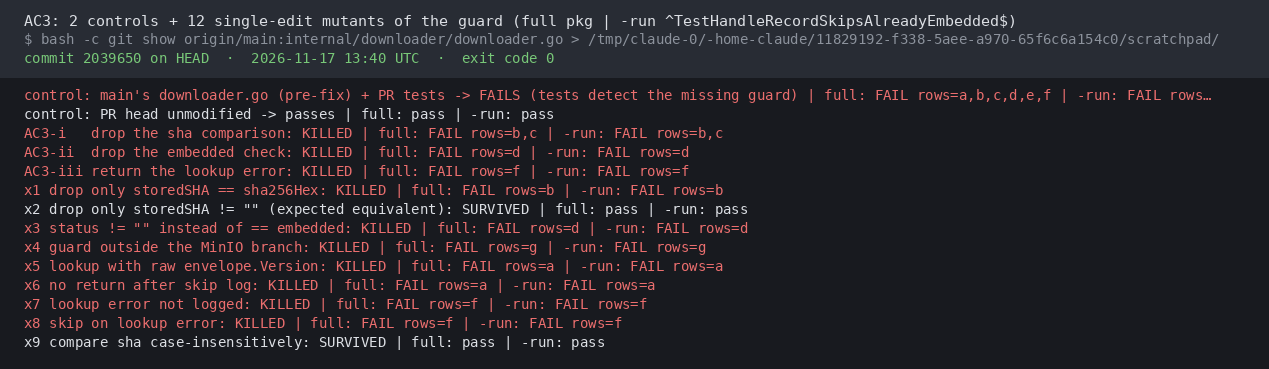 AC3: 2 controls + 12 single-edit mutants of the guard (full pkg | -run ^TestHandleRecordSkipsAlreadyEmbedded$)
$ bash -c git show origin/main:internal/downloader/downloader.go > /tmp/claude-0/-home-claude/11829192-f338-5aee-a970-65f6c6a154c0/scratchpad/
commit 2039650 on HEAD · 2026-11-17 13:40 UTC · exit code 0
control: main's downloader.go (pre-fix) + PR tests -> FAILS (tests detect the missing guard) | full: FAIL rows=a,b,c,d,e,f | -run: FAIL rows…
control: PR head unmodified -> passes | full: pass | -run: pass
AC3-i   drop the sha comparison: KILLED | full: FAIL rows=b,c | -run: FAIL rows=b,c
AC3-ii  drop the embedded check: KILLED | full: FAIL rows=d | -run: FAIL rows=d
AC3-iii return the lookup error: KILLED | full: FAIL rows=f | -run: FAIL rows=f
x1 drop only storedSHA == sha256Hex: KILLED | full: FAIL rows=b | -run: FAIL rows=b
x2 drop only storedSHA != "" (expected equivalent): SURVIVED | full: pass | -run: pass
x3 status != "" instead of == embedded: KILLED | full: FAIL rows=d | -run: FAIL rows=d
x4 guard outside the MinIO branch: KILLED | full: FAIL rows=g | -run: FAIL rows=g
x5 lookup with raw envelope.Version: KILLED | full: FAIL rows=a | -run: FAIL rows=a
x6 no return after skip log: KILLED | full: FAIL rows=a | -run: FAIL rows=a
x7 lookup error not logged: KILLED | full: FAIL rows=f | -run: FAIL rows=f
x8 skip on lookup error: KILLED | full: FAIL rows=f | -run: FAIL rows=f
x9 compare sha case-insensitively: SURVIVED | full: pass | -run: pass